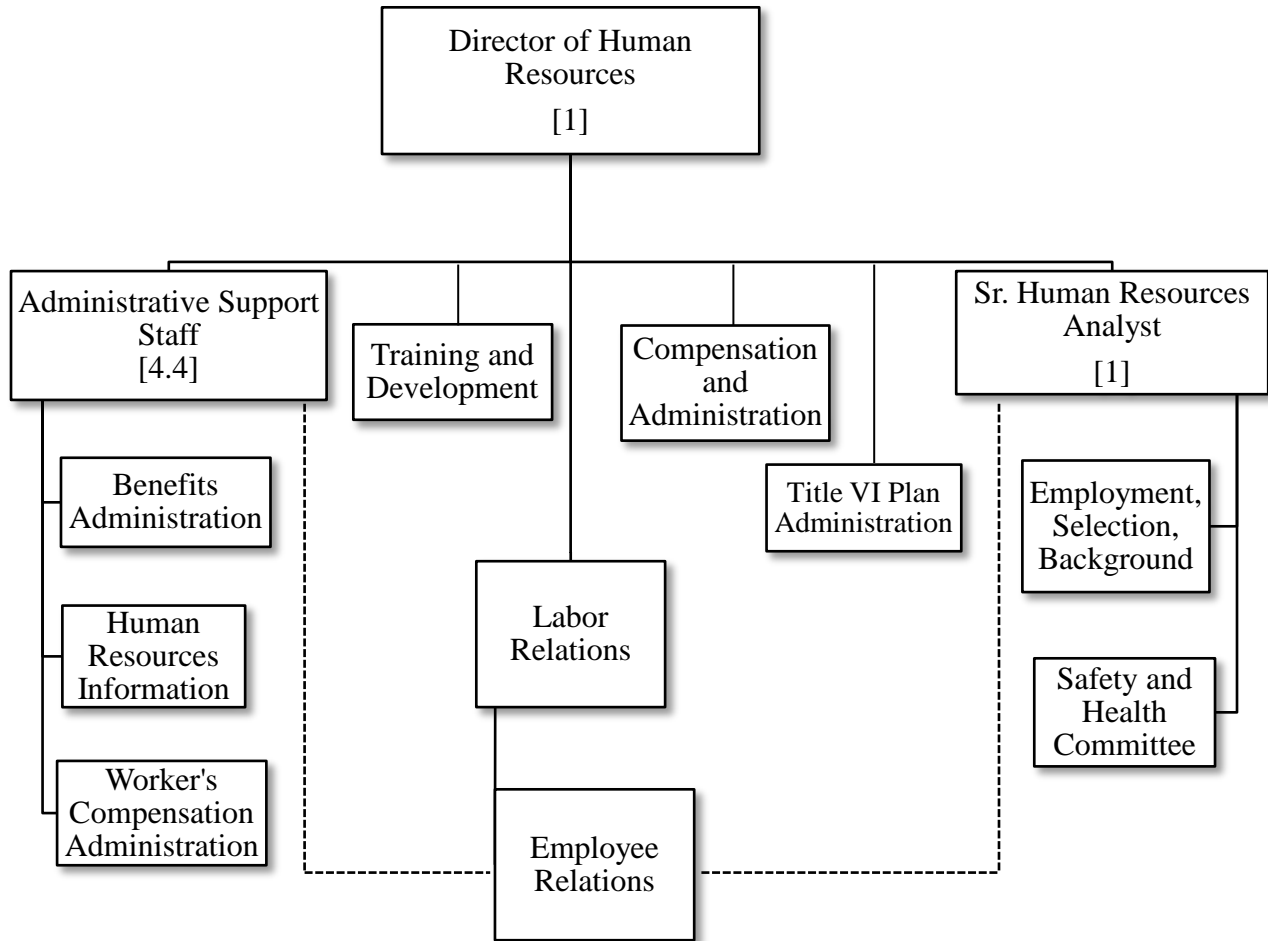 Director of Human
Resources
[1]
Administrative Support
Staff
[4.4]
Training and
Development
Compensation
and
Administration
Sr. Human Resources
Analyst
[1]
Benefits
Administration
Title VI Plan
Administration
Employment,
Selection,
Background
Labor
Relations
Human
Resources
Information
Safety and
Health
Committee
Worker's
Compensation
Administration
Employee
Relations